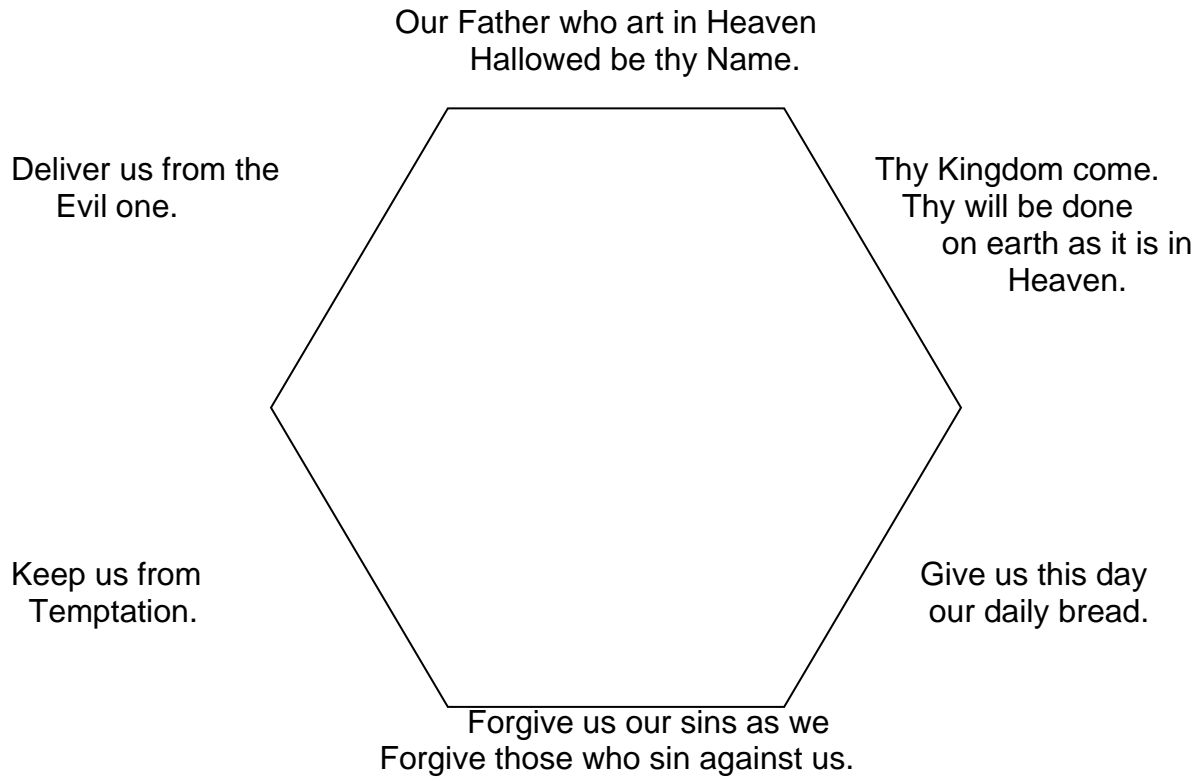 Our Father who art in Heaven
Hallowed be thy Name.
Thy Kingdom come.
Thy will be done
on earth as it is in
Heaven.
Give us this day
our daily bread.
Forgive us our sins as we
Forgive those who sin against us.
Keep us from
Temptation.
Deliver us from the
Evil one.